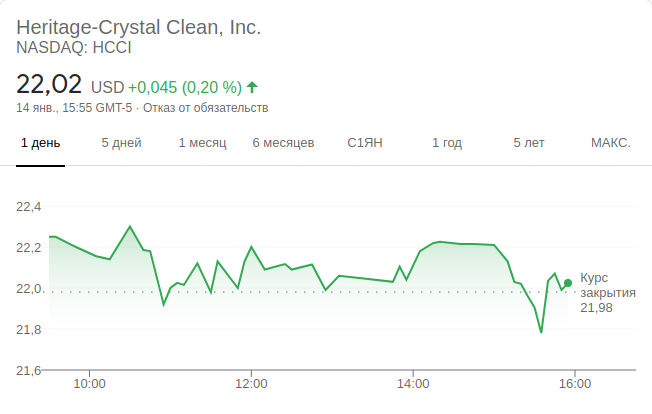 Heritage-Crystal Clean, Inc.
NASDAQ: HCCI
22,02 USD +0,045 (0,20 %)
14 янв., 15:55 GMT-5 · Отказ от обязательств
1 день 5 дней 1 месяц 6 месяцев С1ЯН 1 год 5 лет МАКС.
22,4
22,2
22,0
21,8
21,6
Курс
закрытия
21,98
10:00 12:00 14:00 16:00